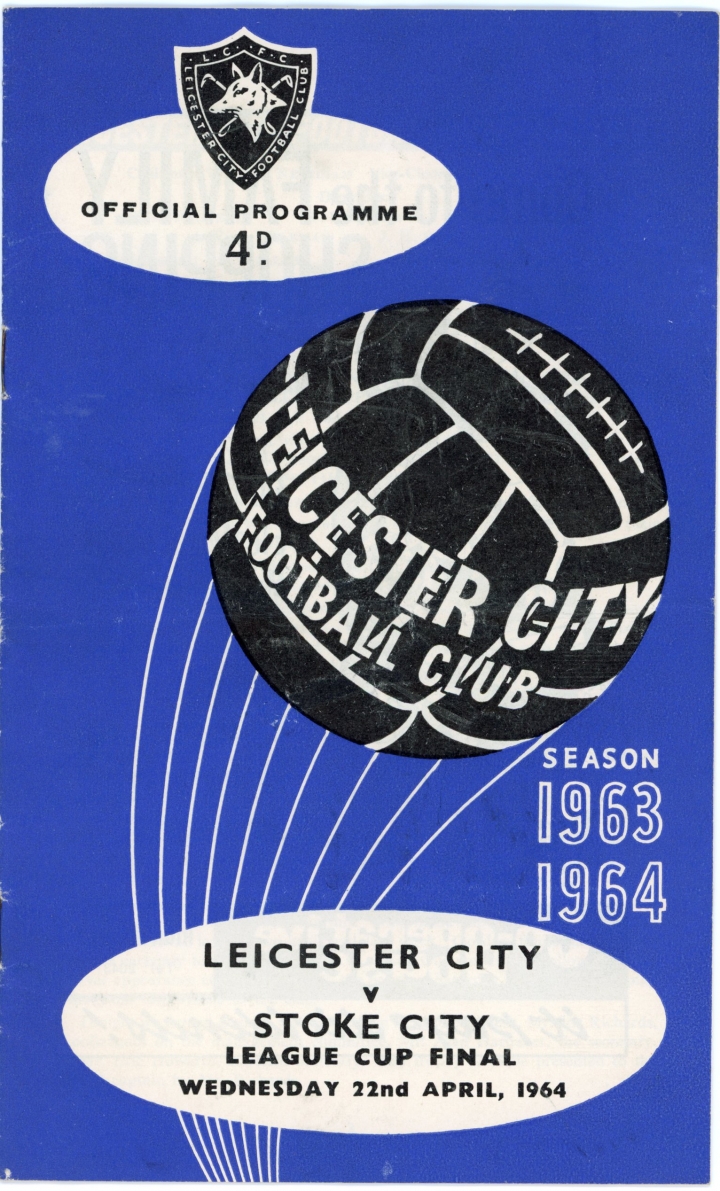 L·C·F·C
LEICESTER·CITY·FOOTBALL CLUB
OFFICIAL PROGRAMME
4D.
LEICESTER CITY
FOOTBALL CLUB
SEASON
1963
1964
LEICESTER CITY
v
STOKE CITY
LEAGUE CUP FINAL
WEDNESDAY 22nd APRIL, 1964